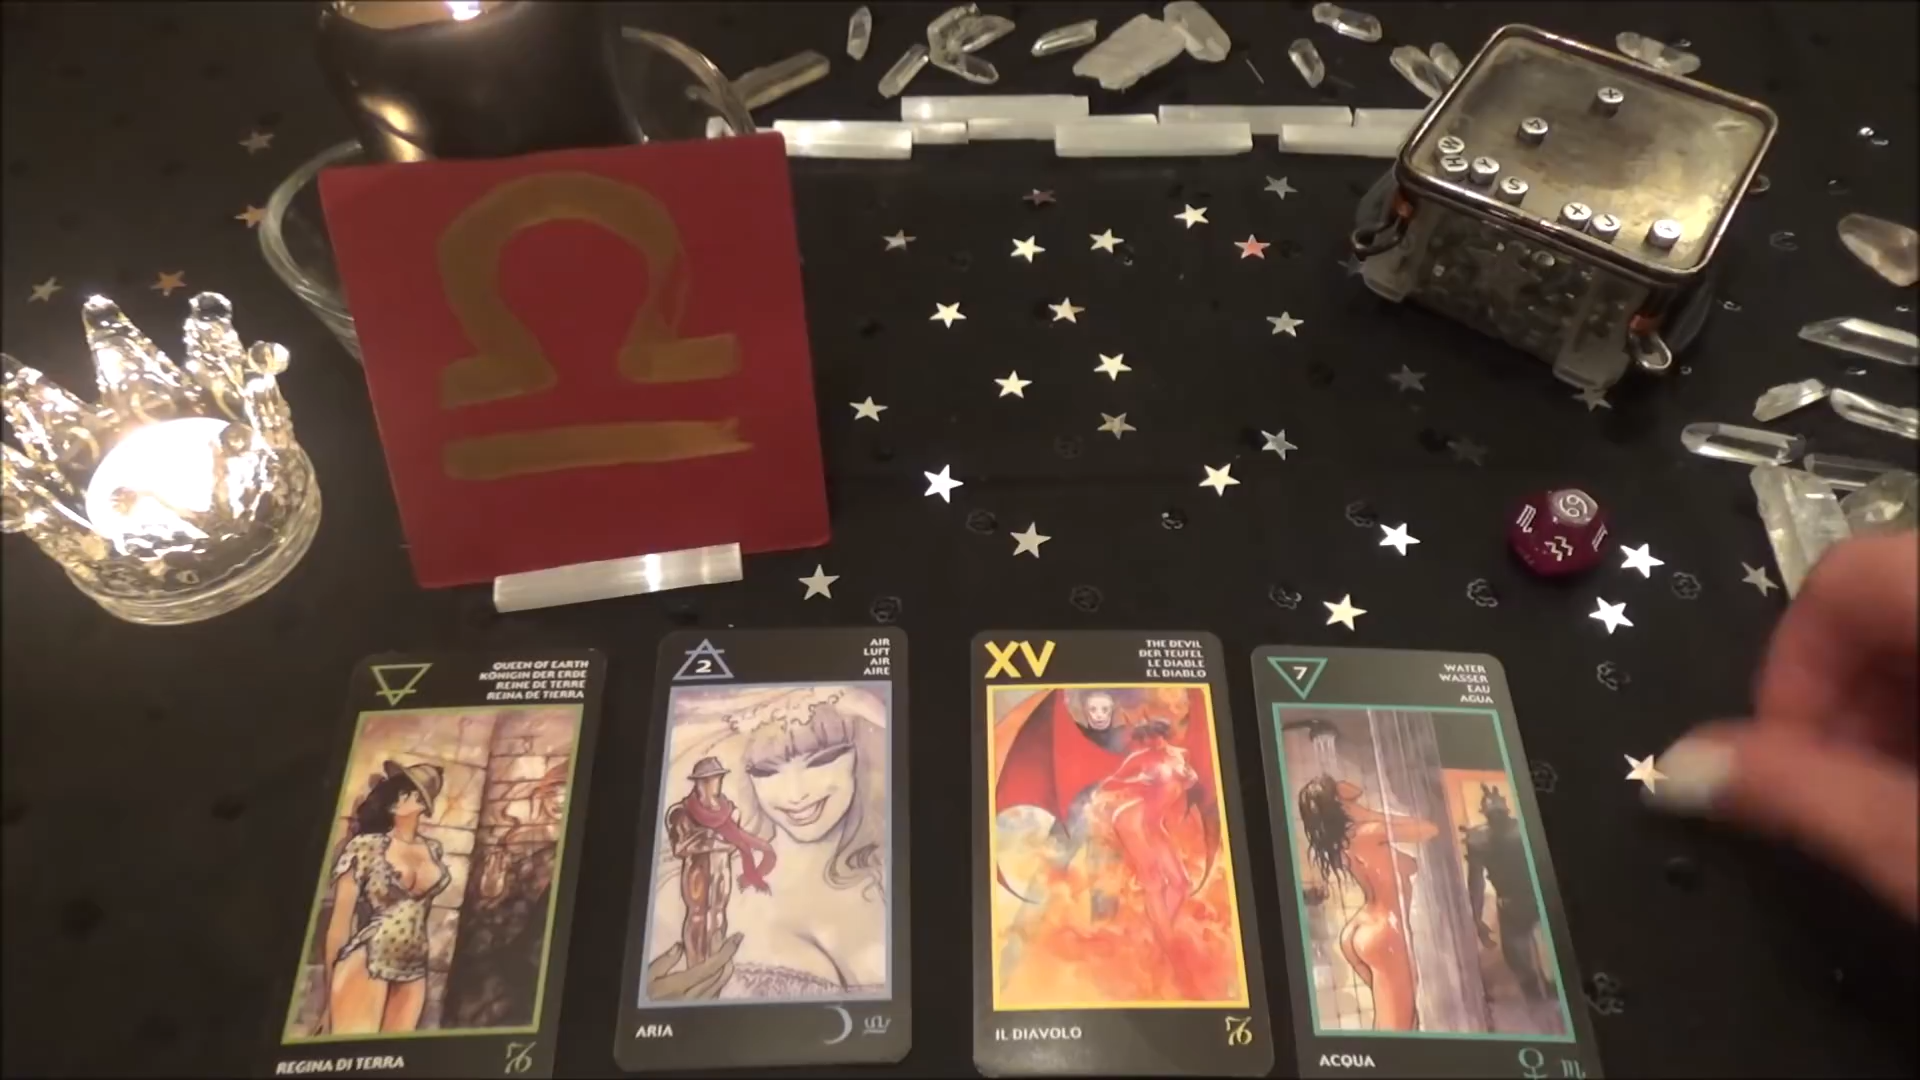 QUEEN OF EARTH
KÖNIGIN DER ERDE
REINE DE TERRE
REINA DE TIERRA
REGINA DI TERRA
2
AIR
LUFT
AIR
AIRE
ARIA
XV
THE DEVIL
DER TEUFEL
LE DIABLE
EL DIABLO
IL DIAVOLO
7
WATER
WASSER
EAU
AGUA
ACQUA